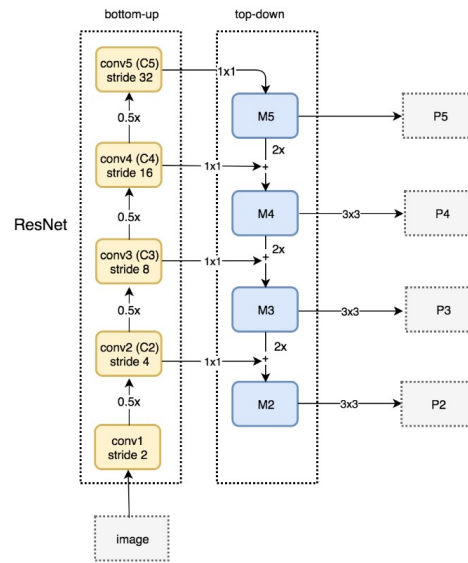 bottom-up
top-down
conv5 (C5)
stride 32
1x1
M5
P5
0.5x
2x
conv4 (C4)
stride 16
1x1
+
M4
3x3
P4
ResNet
0.5x
2x
conv3 (C3)
stride 8
1x1
+
M3
3x3
P3
0.5x
2x
conv2 (C2)
stride 4
1x1
+
M2
3x3
P2
0.5x
conv1
stride 2
image